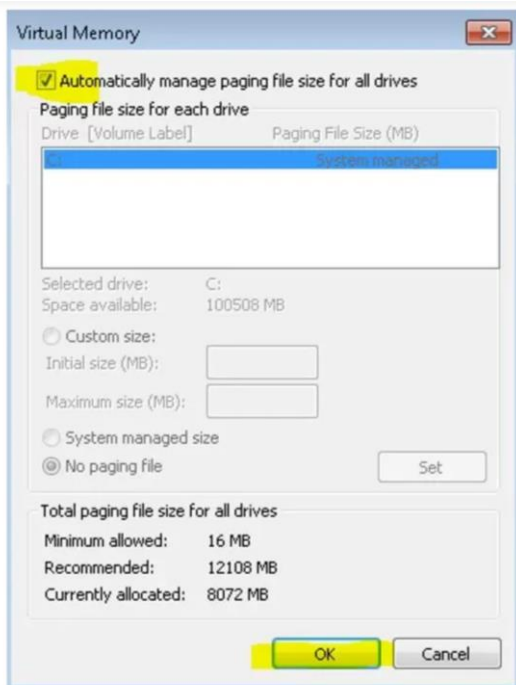 Virtual Memory
Automatically manage paging file size for all drives
Paging file size for each drive
Drive [Volume Label] Paging File Size (MB)
C: System managed
Selected drive: C:
Space available: 100508 MB
Custom size:
Initial size (MB):
Maximum size (MB):
System managed size
No paging file Set
Total paging file size for all drives
Minimum allowed: 16 MB
Recommended: 12108 MB
Currently allocated: 8072 MB
OK Cancel